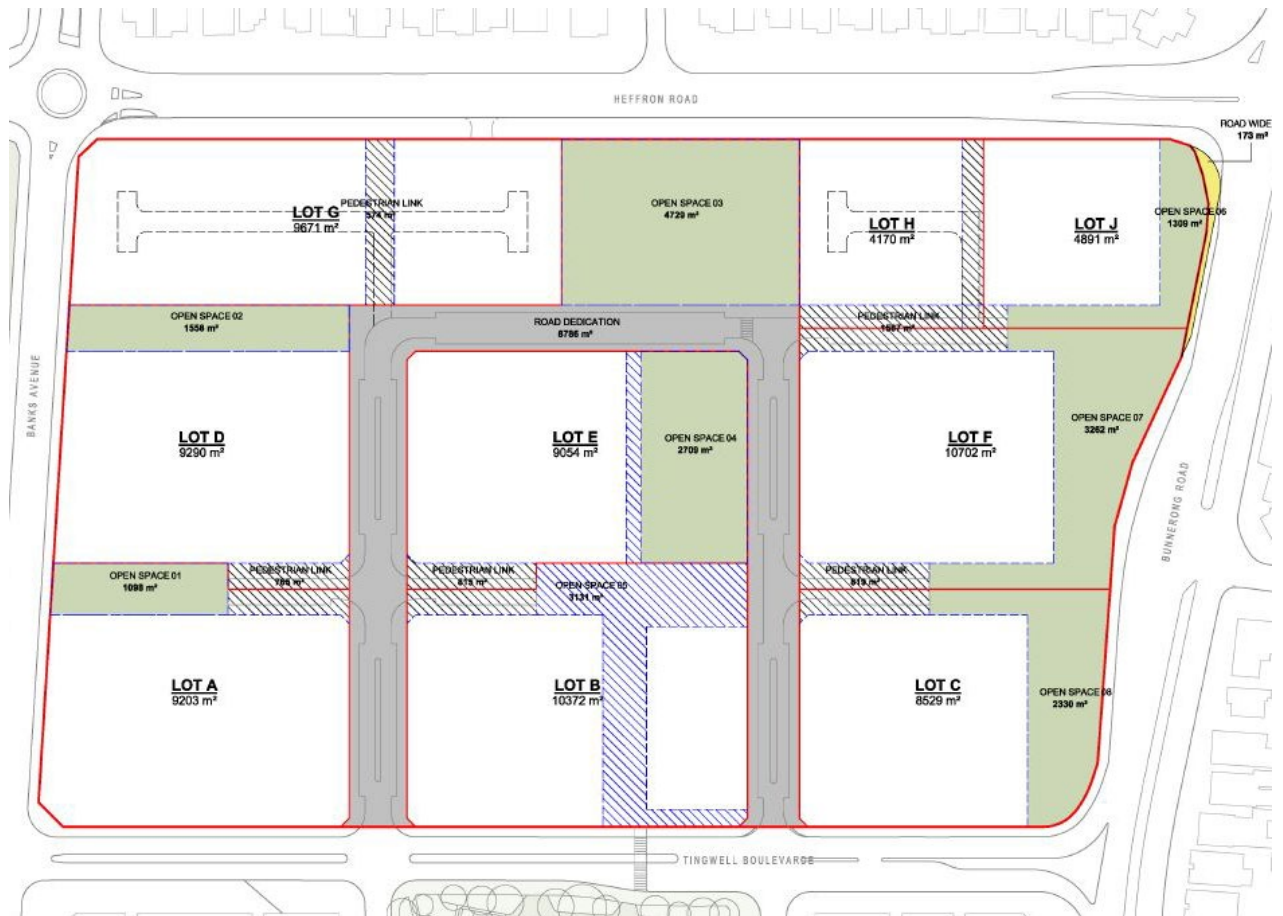 HEFFRON ROAD
ROAD WIDE
173 m²
PEDESTRIAN LINK
574 m²
LOT G
9671 m²
OPEN SPACE 03
4729 m²
LOT H
4170 m²
LOT J
4891 m²
OPEN SPACE 06
1309 m²
OPEN SPACE 02
1558 m²
ROAD DEDICATION
8786 m²
PEDESTRIAN LINK
1567 m²
BANKS AVENUE
LOT D
9290 m²
LOT E
9054 m²
OPEN SPACE 04
2709 m²
LOT F
10702 m²
OPEN SPACE 07
3262 m²
BUNNERONG ROAD
OPEN SPACE 01
1098 m²
PEDESTRIAN LINK
765 m²
PEDESTRIAN LINK
813 m²
OPEN SPACE 05
3131 m²
PEDESTRIAN LINK
819 m²
LOT A
9203 m²
LOT B
10372 m²
LOT C
8529 m²
OPEN SPACE 08
2330 m²
TINGWELL BOULEVARDE